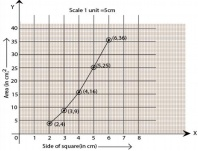 Y
Scale 1 unit =5cm
40
35
(6,36)
30
25
(5,25)
20
15
(4,16)
10
(3,9)
5
(2,4)
0
1 2 3 4 5 6 7 8
X
Area (in cm²)
Side of square(in cm)